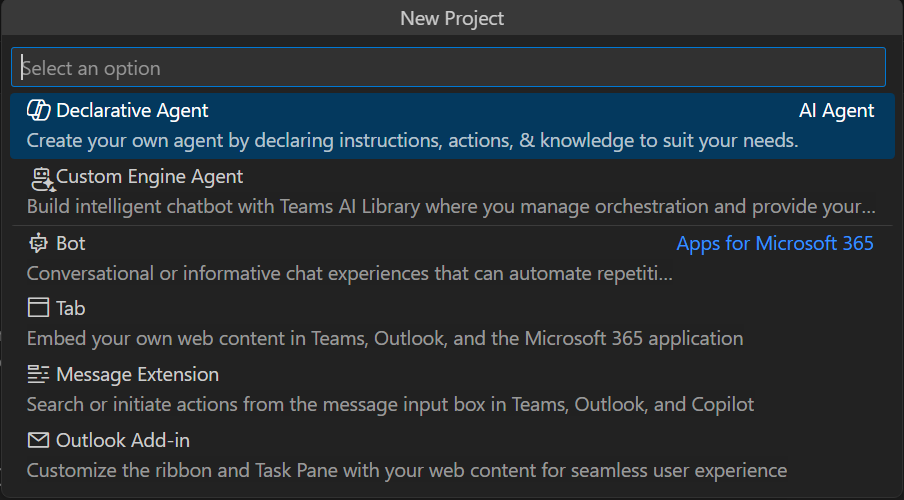 New Project
Select an option
Declarative Agent AI Agent
Create your own agent by declaring instructions, actions, & knowledge to suit your needs.
Custom Engine Agent
Build intelligent chatbot with Teams AI Library where you manage orchestration and provide your...
Bot Apps for Microsoft 365
Conversational or informative chat experiences that can automate repetiti...
Tab
Embed your own web content in Teams, Outlook, and the Microsoft 365 application
Message Extension
Search or initiate actions from the message input box in Teams, Outlook, and Copilot
Outlook Add-in
Customize the ribbon and Task Pane with your web content for seamless user experience